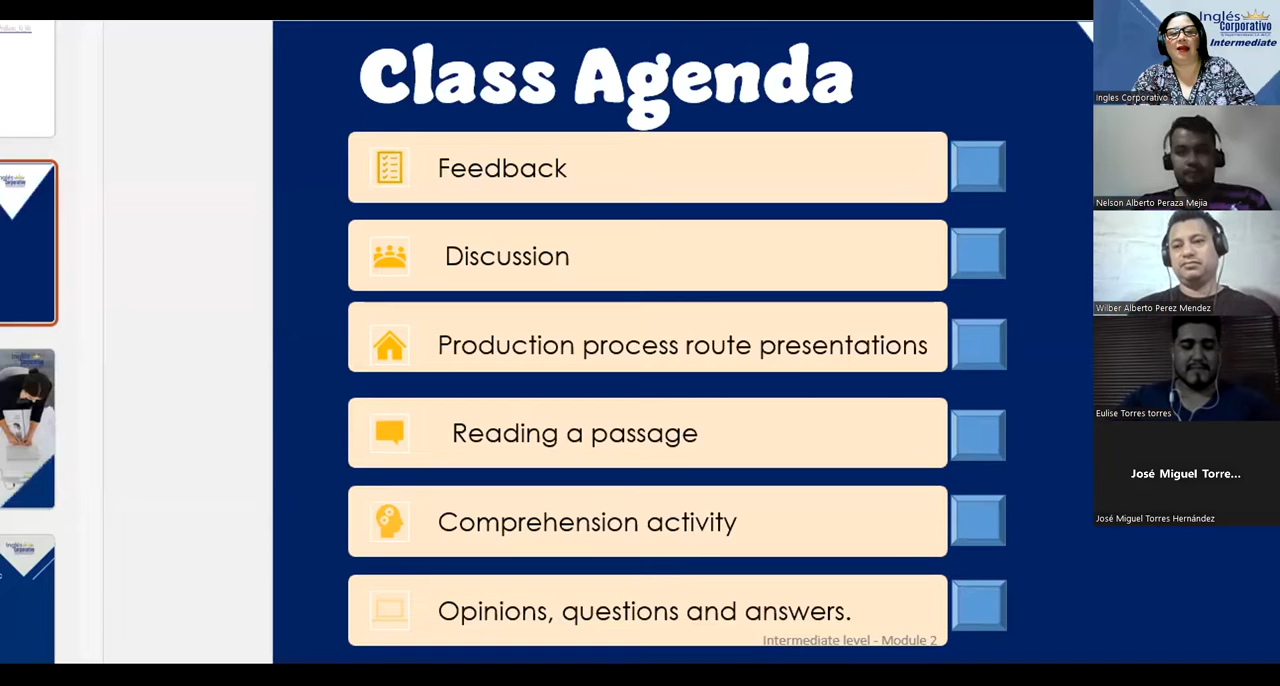 Class Agenda
Feedback
Discussion
Production process route presentations
Reading a passage
Comprehension activity
Opinions, questions and answers.
Intermediate level - Module 2
Inglés
Corporativo
Intermediate
Ingles Corporativo
Nelson Alberto Peraza Mejia
Wilber Alberto Perez Mendez
Eulise Torres torres
José Miguel Torre...
José Miguel Torres Hernández